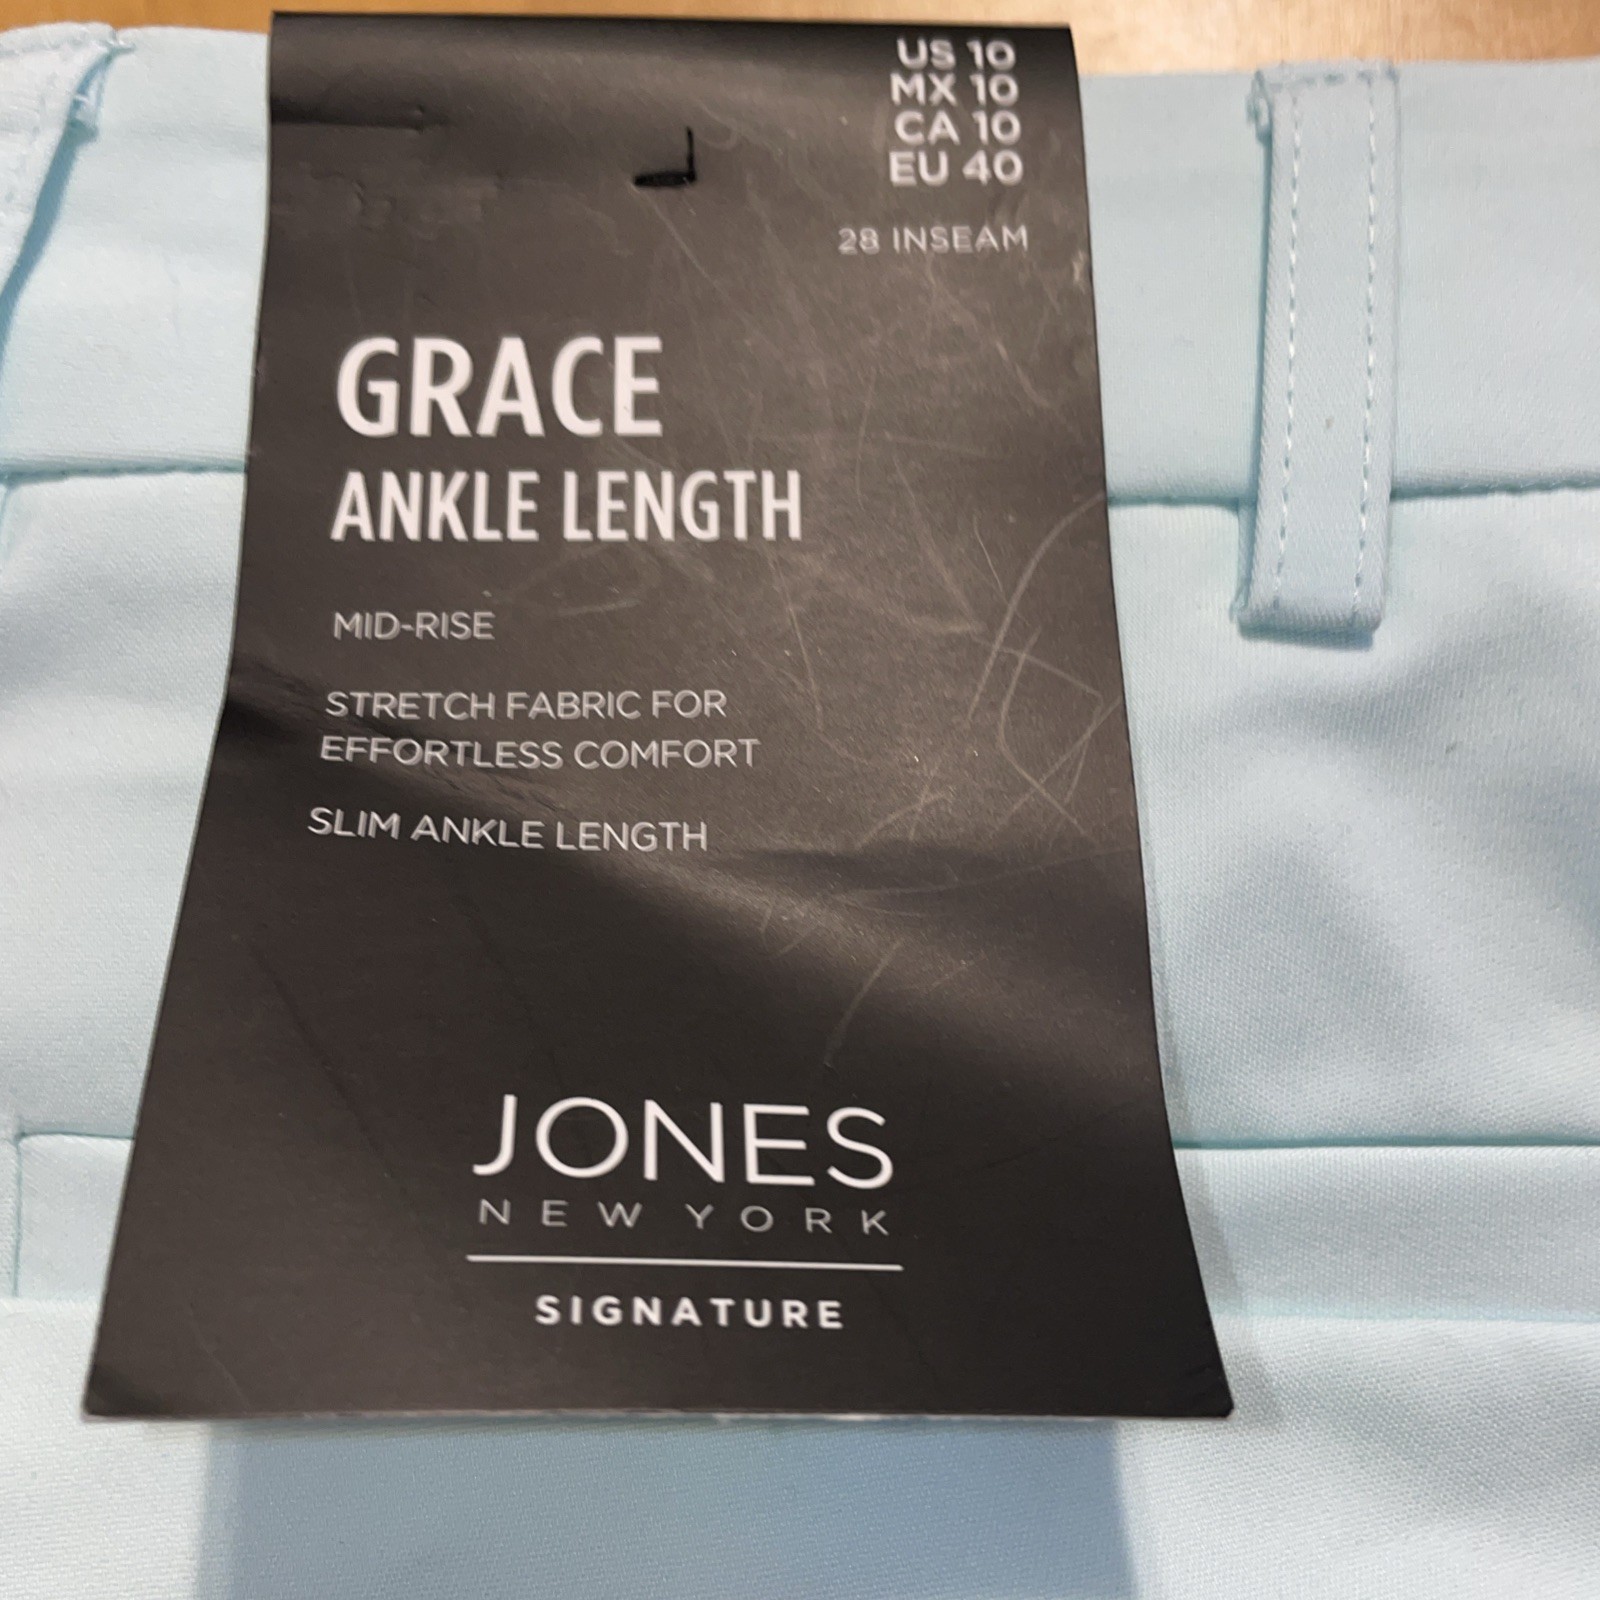 US 10
MX 10
CA 10
EU 40
28 INSEAM
GRACE
ANKLE LENGTH
MID-RISE
STRETCH FABRIC FOR
EFFORTLESS COMFORT
SLIM ANKLE LENGTH
JONES
NEW YORK
SIGNATURE